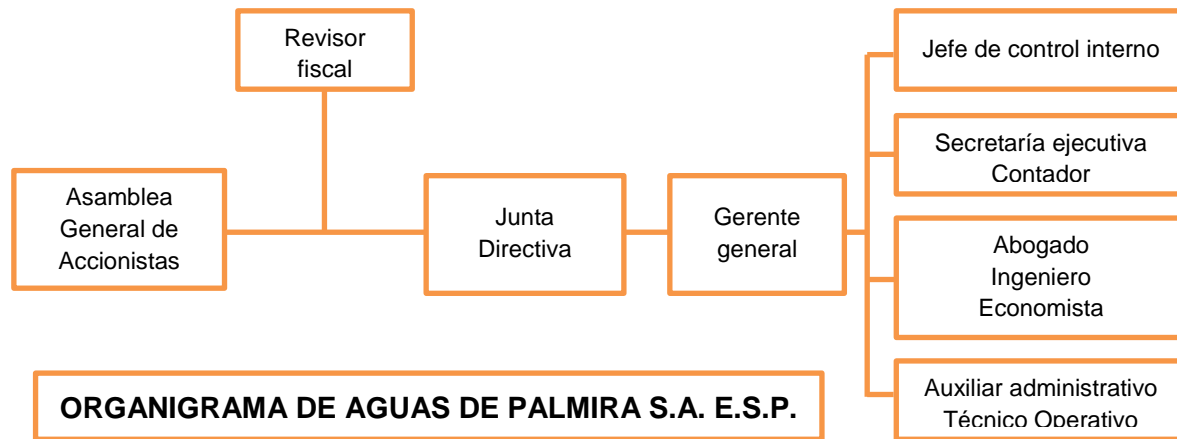 Revisor
fiscal
Asamblea
General de
Accionistas
Junta
Directiva
Gerente
general
Jefe de control interno
Secretaría ejecutiva
Contador
Abogado
Ingeniero
Economista
Auxiliar administrativo
Técnico Operativo
ORGANIGRAMA DE AGUAS DE PALMIRA S.A. E.S.P.